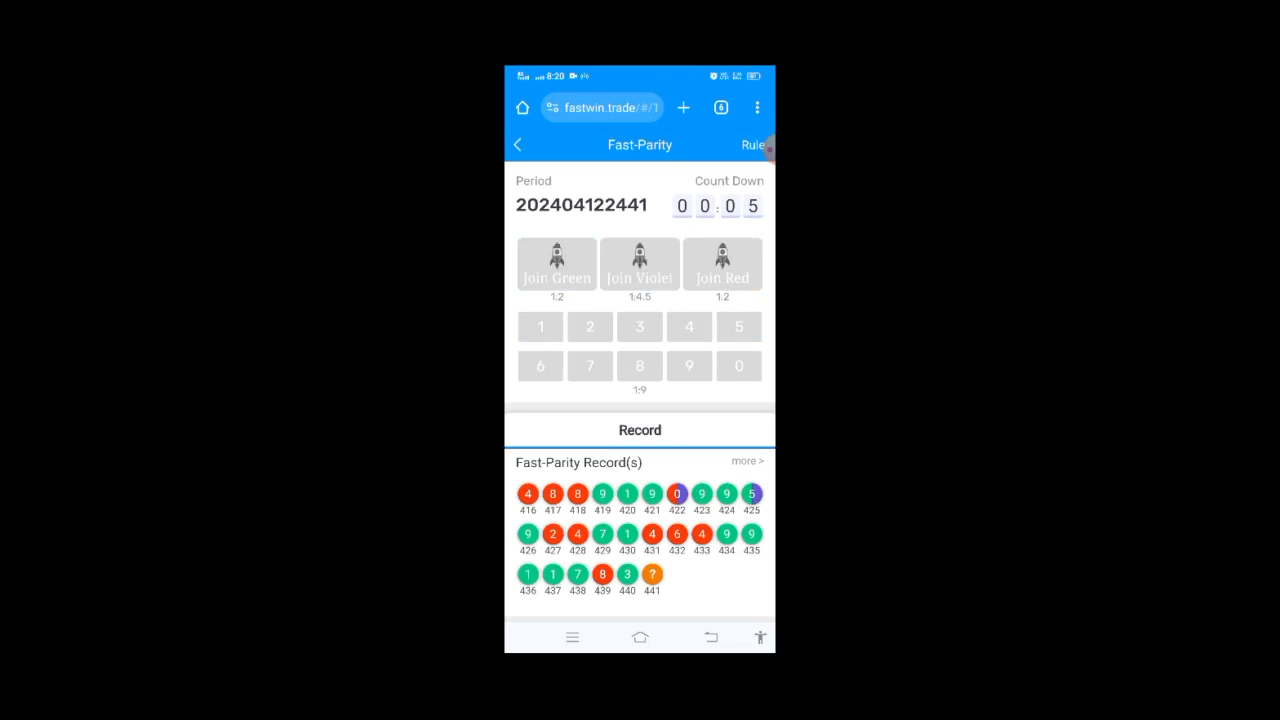 8:20
fastwin.trade/#/1
6
Fast-Parity
Rule
Period
Count Down
202404122441
0 0 : 0 5
Join Green Join Violet Join Red
1:2 1:4.5 1:2
1 2 3 4 5
6 7 8 9 0
1:9
Record
Fast-Parity Record(s)
more >
4 8 8 9 1 9 0 9 9 5
416 417 418 419 420 421 422 423 424 425
9 2 4 7 1 4 6 4 9 9
426 427 428 429 430 431 432 433 434 435
1 1 7 8 3 ?
436 437 438 439 440 441